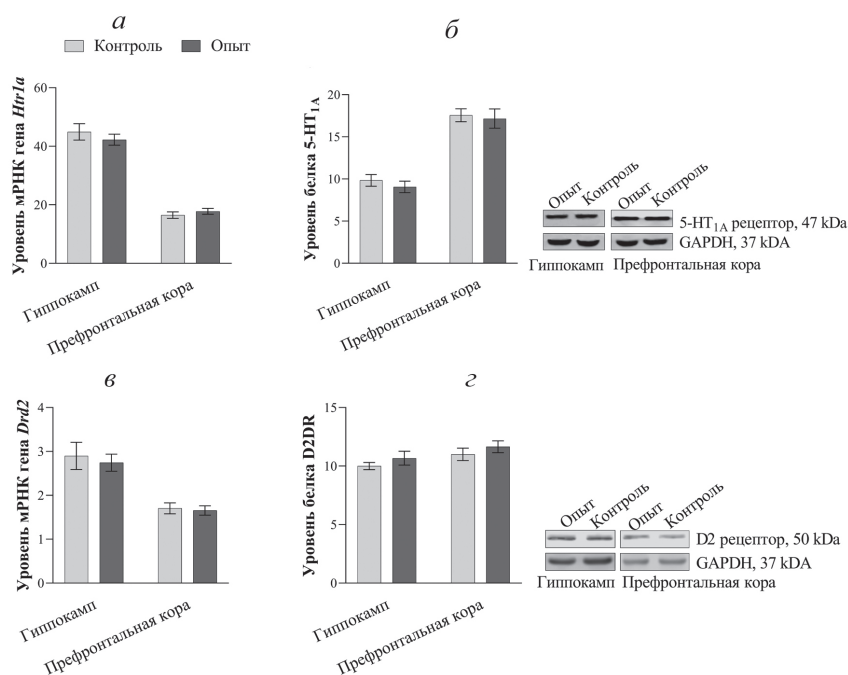 а
Контроль
Опыт
Уровень мРНК гена Htr1a
60
40
20
0
Гиппокамп
Префронтальная кора
б
Уровень белка 5-HT1A
20
15
10
5
0
Гиппокамп
Префронтальная кора
Опыт
Контроль
Опыт
Контроль
5-HT1A рецептор, 47 kDa
GAPDH, 37 kDA
Гиппокамп Префронтальная кора
в
Уровень мРНК гена Drd2
4
3
2
1
0
Гиппокамп
Префронтальная кора
г
Уровень белка D2DR
15
10
5
0
Гиппокамп
Префронтальная кора
Опыт
Контроль
Опыт
Контроль
D2 рецептор, 50 kDa
GAPDH, 37 kDA
Гиппокамп Префронтальная кора